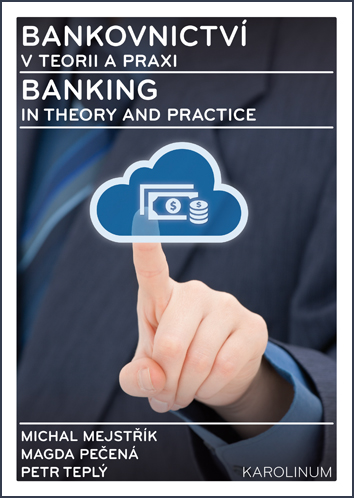 BANKOVNICTVÍ
V TEORII A PRAXI
BANKING
IN THEORY AND PRACTICE
$
$
MICHAL MEJSTŘÍK
MAGDA PEČENÁ
PETR TEPLÝ
KAROLINUM